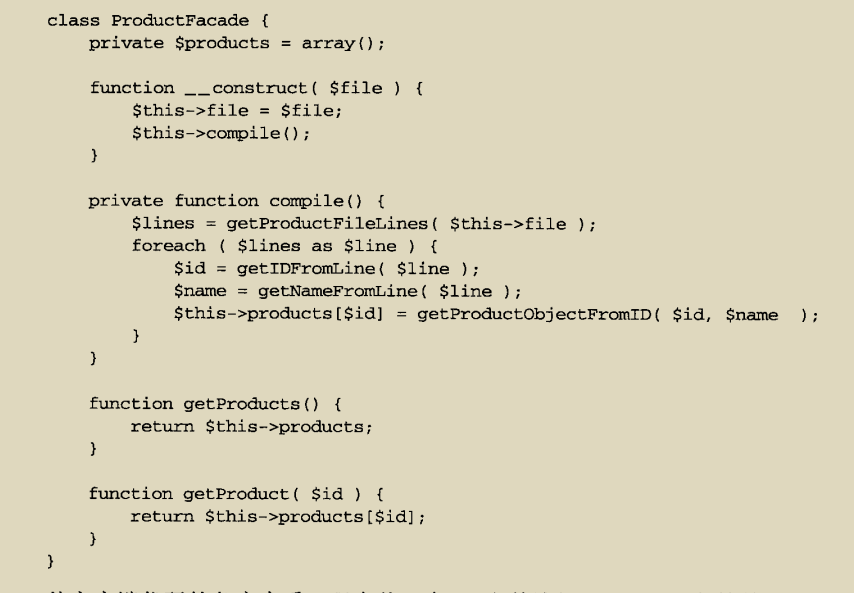 class ProductFacade {
private $products = array();
function __construct( $file ) {
$this->file = $file;
$this->compile();
}
private function compile() {
$lines = getProductFileLines( $this->file );
foreach ( $lines as $line ) {
$id = getIDFromLine( $line );
$name = getNameFromLine( $line );
$this->products[$id] = getProductObjectFromID( $id, $name );
}
}
function getProducts() {
return $this->products;
}
function getProduct( $id ) {
return $this->products[$id];
}
}